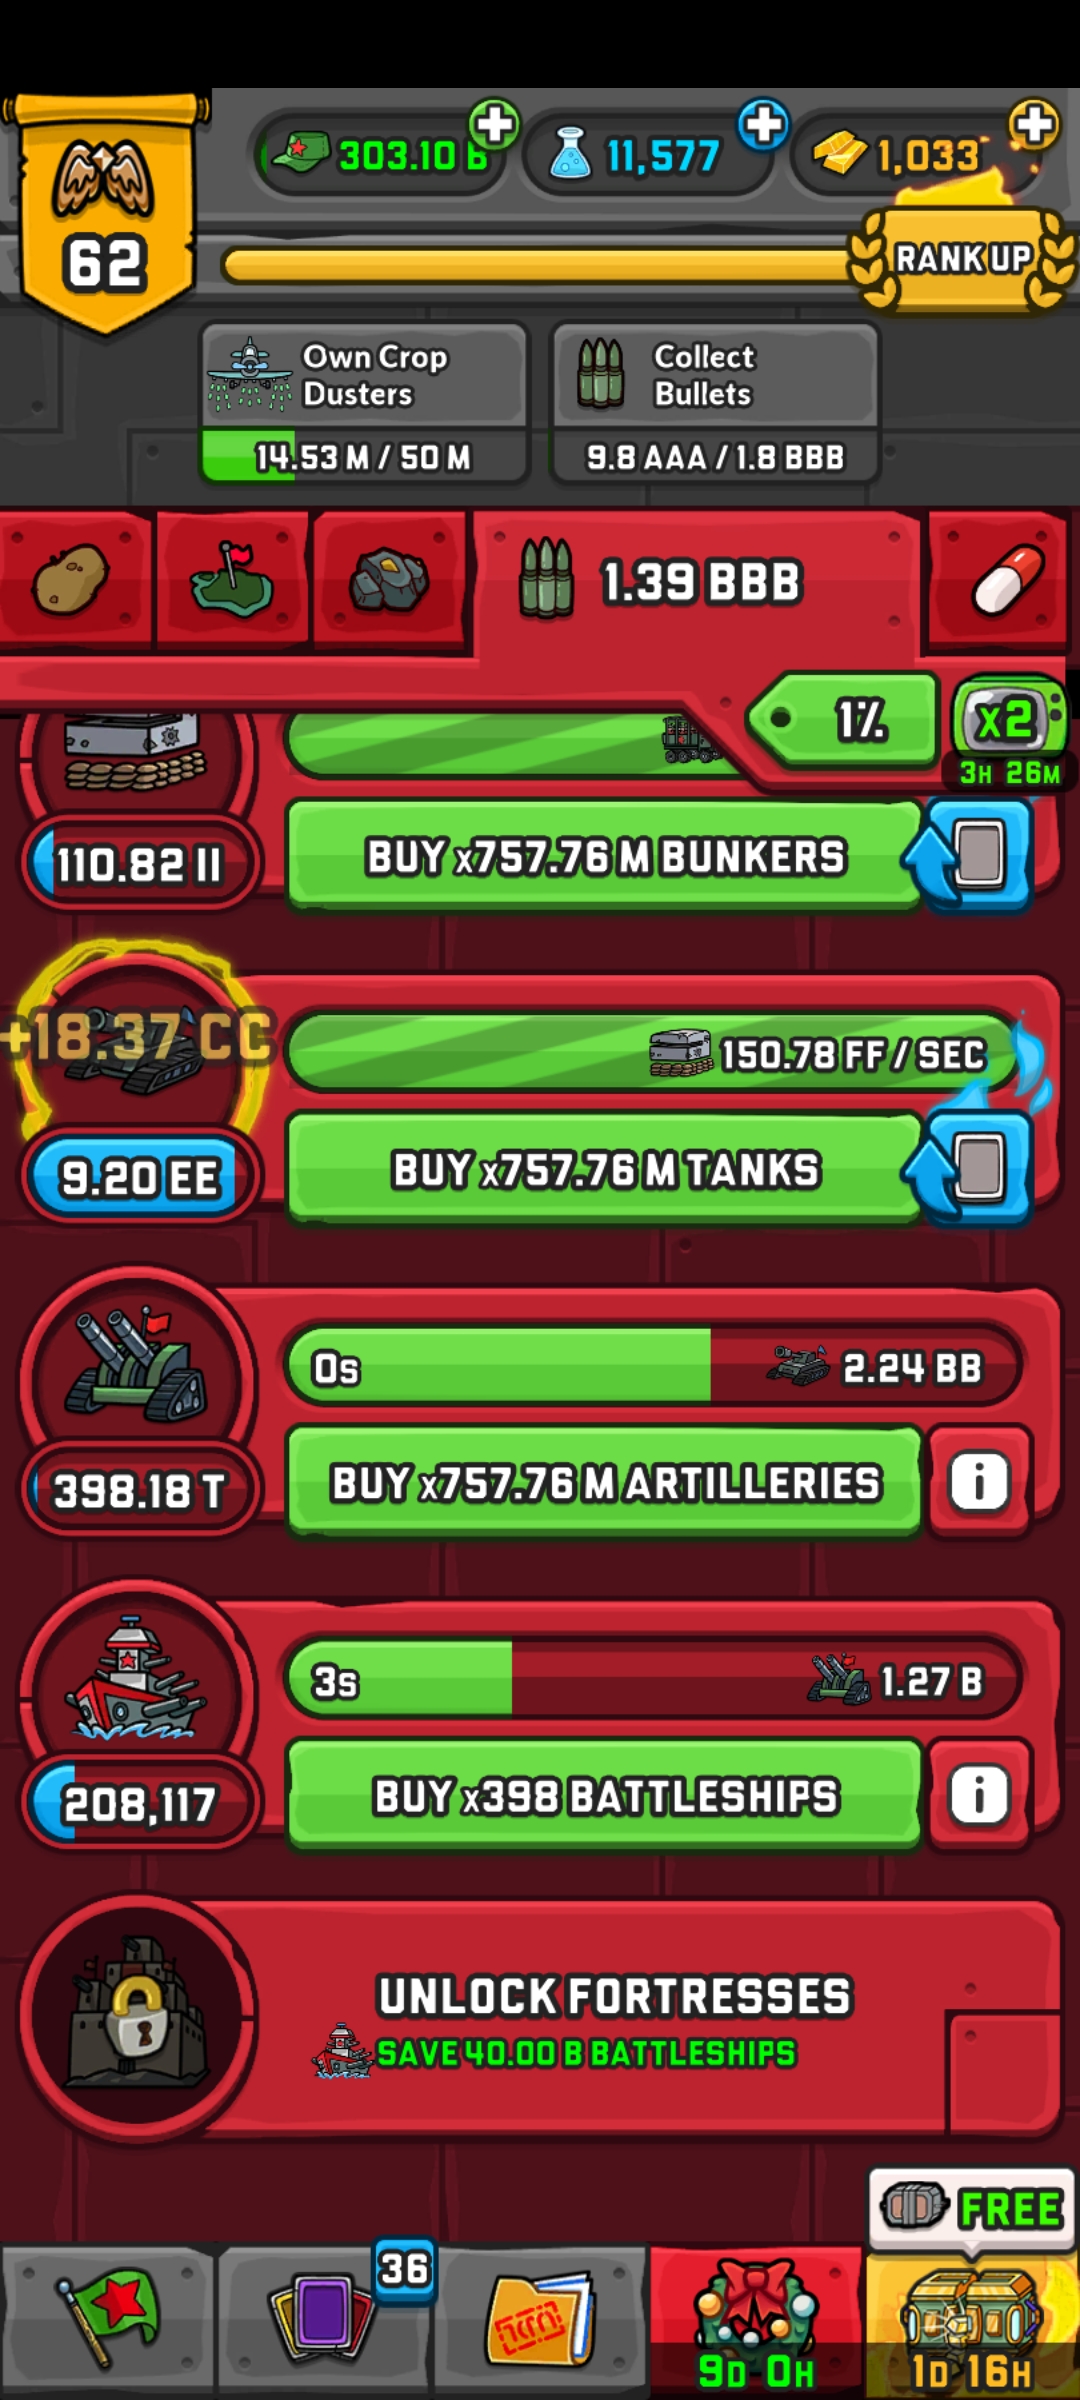 303.10 B
11,577
1,033
62
RANK UP
Own Crop
Dusters
14.53 M / 50 M
Collect
Bullets
9.8 AAA / 1.8 BBB
1.39 BBB
1%
x2
3H 26M
110.82 II
BUY x757.76 M BUNKERS
+18.37 CC
150.78 FF / SEC
9.20 EE
BUY x757.76 M TANKS
0s
2.24 BB
398.18 T
BUY x757.76 M ARTILLERIES
i
3s
1.27 B
208,117
BUY x398 BATTLESHIPS
i
UNLOCK FORTRESSES
SAVE 40.00 B BATTLESHIPS
FREE
36
9D 0H
1D 16H